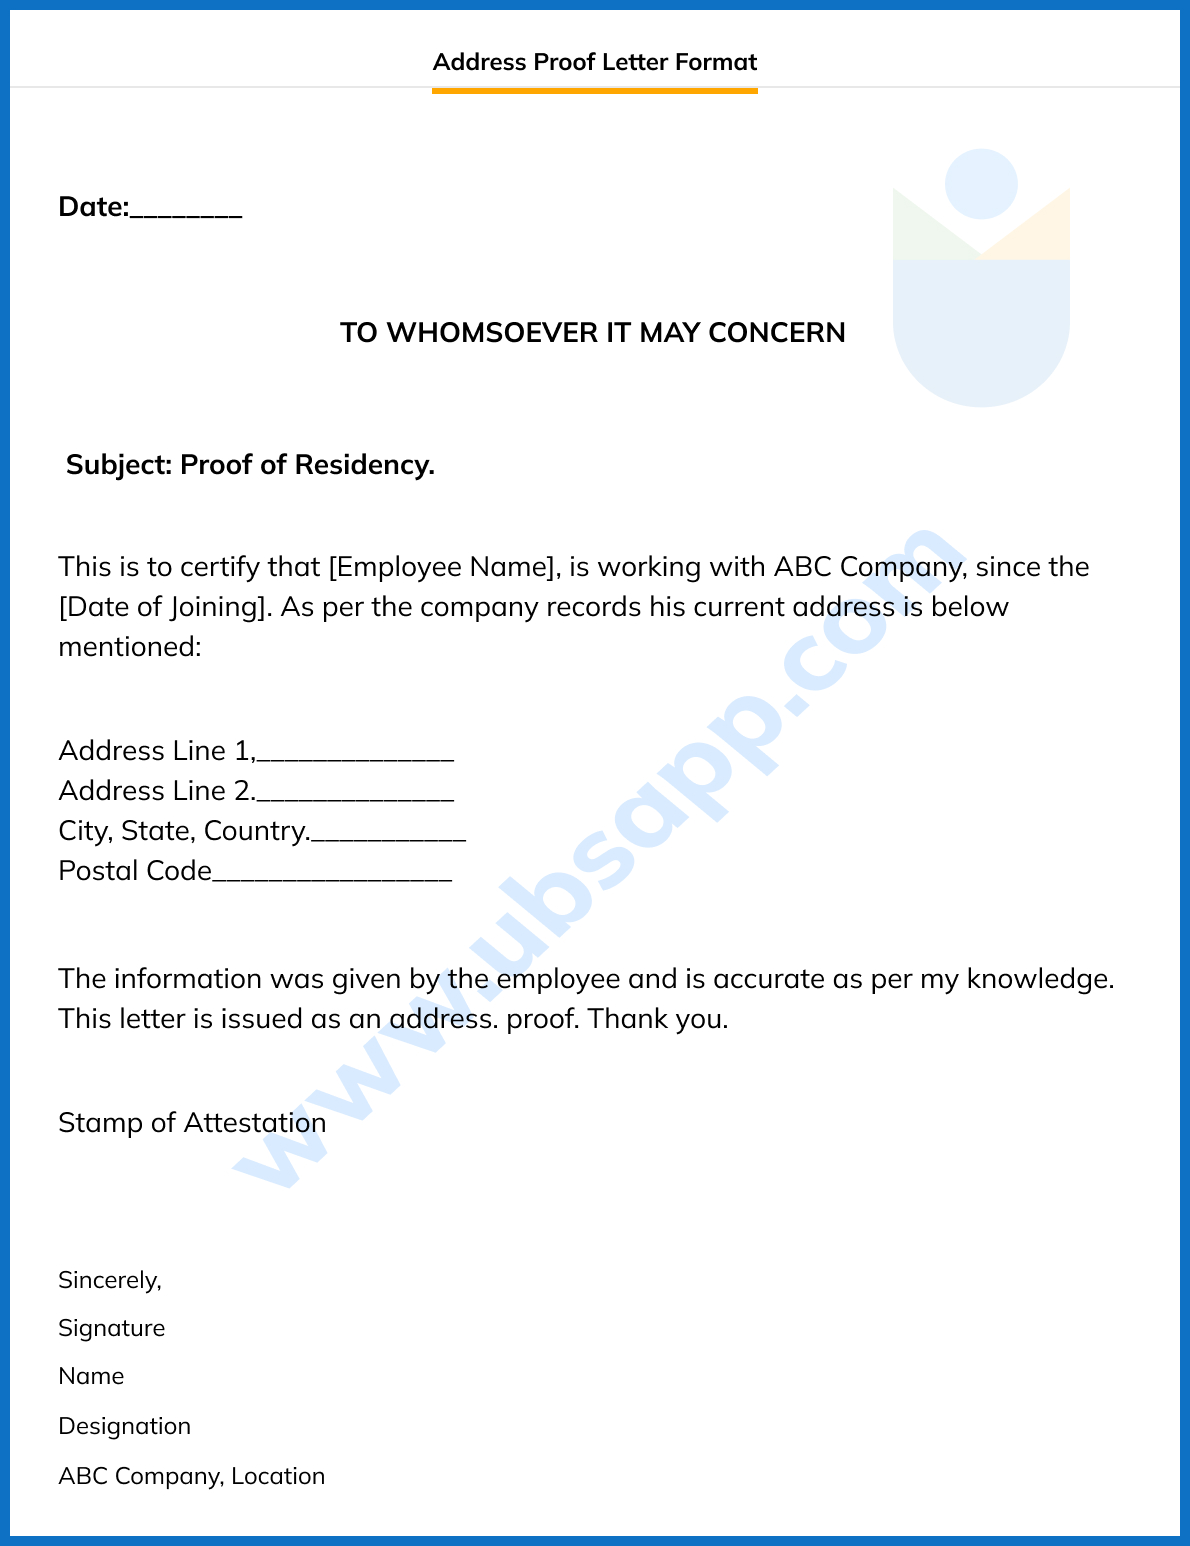 Address Proof Letter Format
Date:________
TO WHOMSOEVER IT MAY CONCERN
Subject: Proof of Residency.
This is to certify that [Employee Name], is working with ABC Company, since the
[Date of Joining]. As per the company records his current address is below
mentioned:
Address Line 1,______________
Address Line 2.______________
City, State, Country.___________
Postal Code_________________
The information was given by the employee and is accurate as per my knowledge.
This letter is issued as an address. proof. Thank you.
Stamp of Attestation
Sincerely,
Signature
Name
Designation
ABC Company, Location
www.ubsapp.com